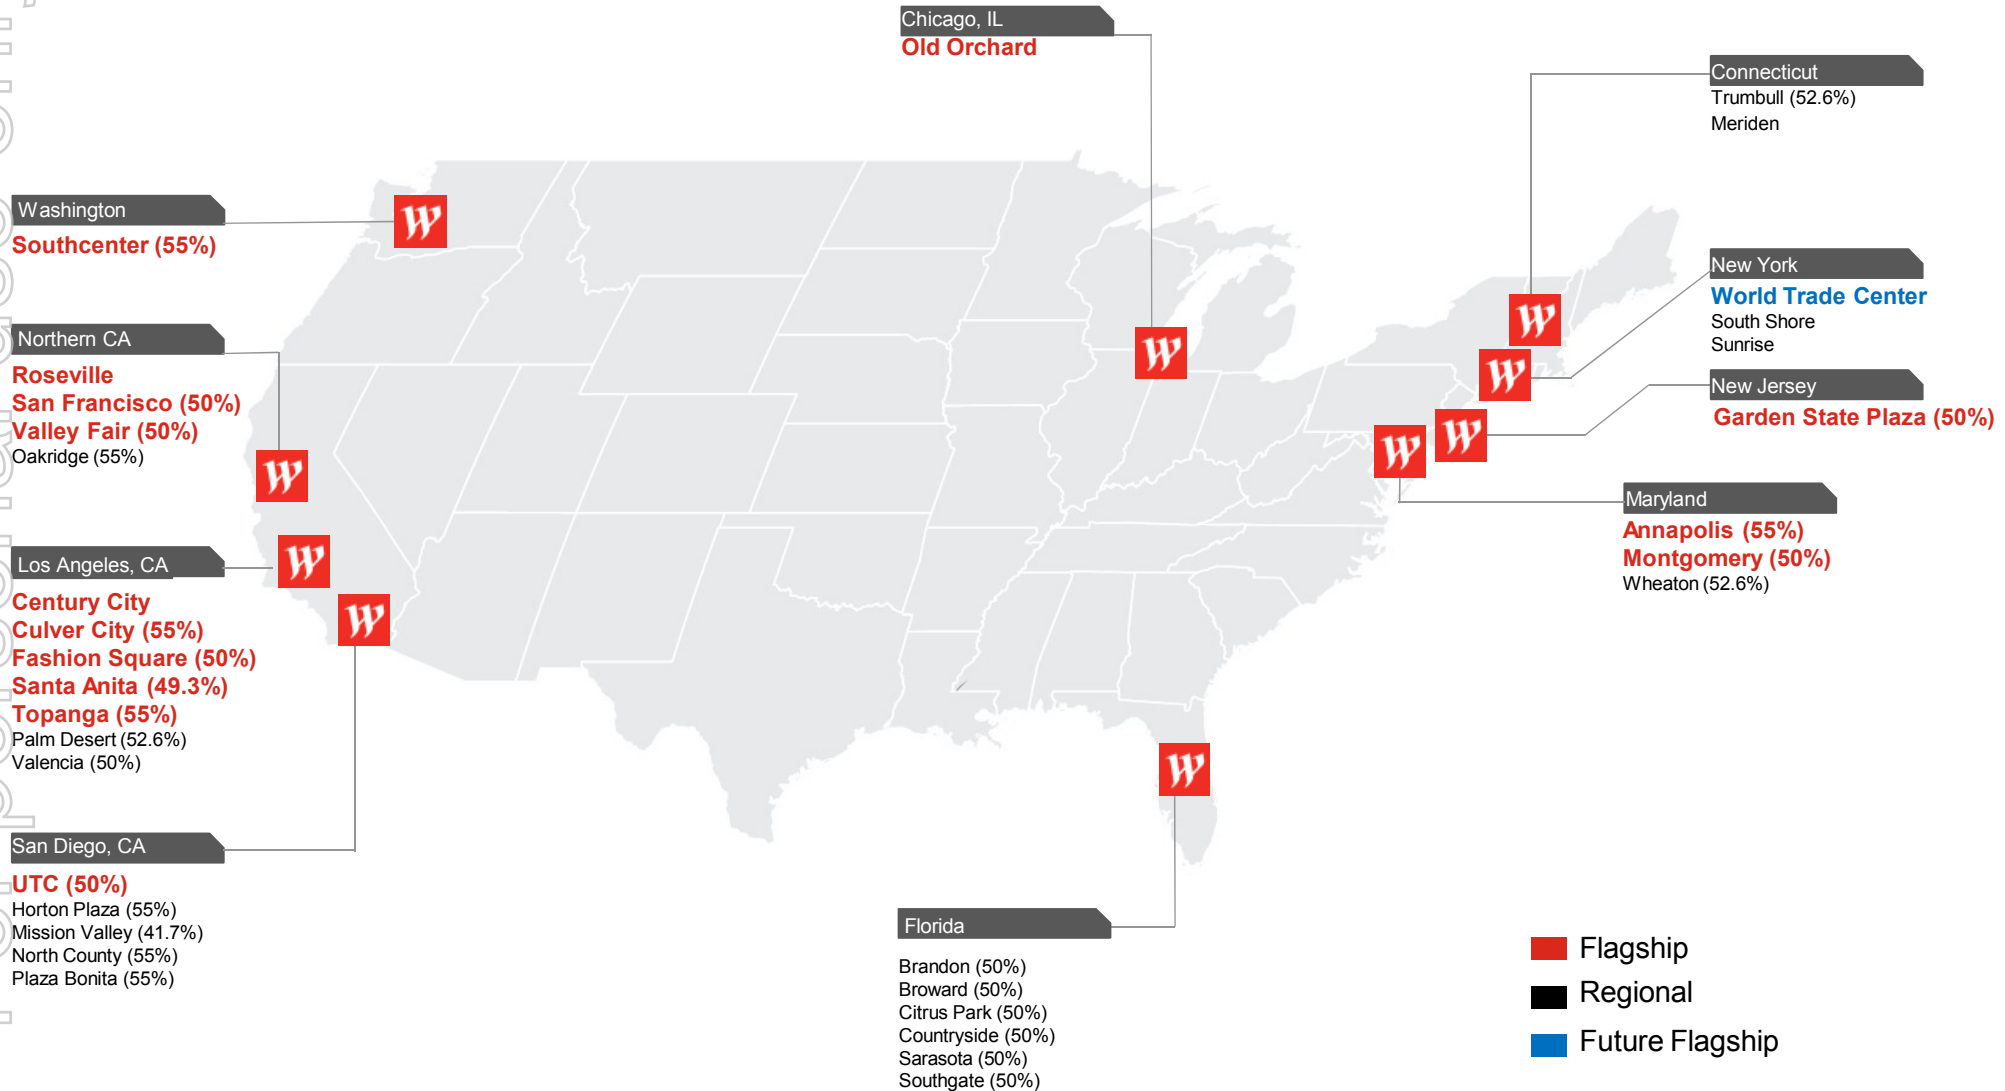 Chicago, IL
Old Orchard
Connecticut
Trumbull (52.6%)
Meriden
Washington
Southcenter (55%)
New York
World Trade Center
South Shore
Sunrise
Northern CA
Roseville
San Francisco (50%)
Valley Fair (50%)
Oakridge (55%)
New Jersey
Garden State Plaza (50%)
Maryland
Annapolis (55%)
Montgomery (50%)
Wheaton (52.6%)
Los Angeles, CA
Century City
Culver City (55%)
Fashion Square (50%)
Santa Anita (49.3%)
Topanga (55%)
Palm Desert (52.6%)
Valencia (50%)
San Diego, CA
UTC (50%)
Horton Plaza (55%)
Mission Valley (41.7%)
North County (55%)
Plaza Bonita (55%)
Florida
Brandon (50%)
Broward (50%)
Citrus Park (50%)
Countryside (50%)
Sarasota (50%)
Southgate (50%)
Flagship
Regional
Future Flagship